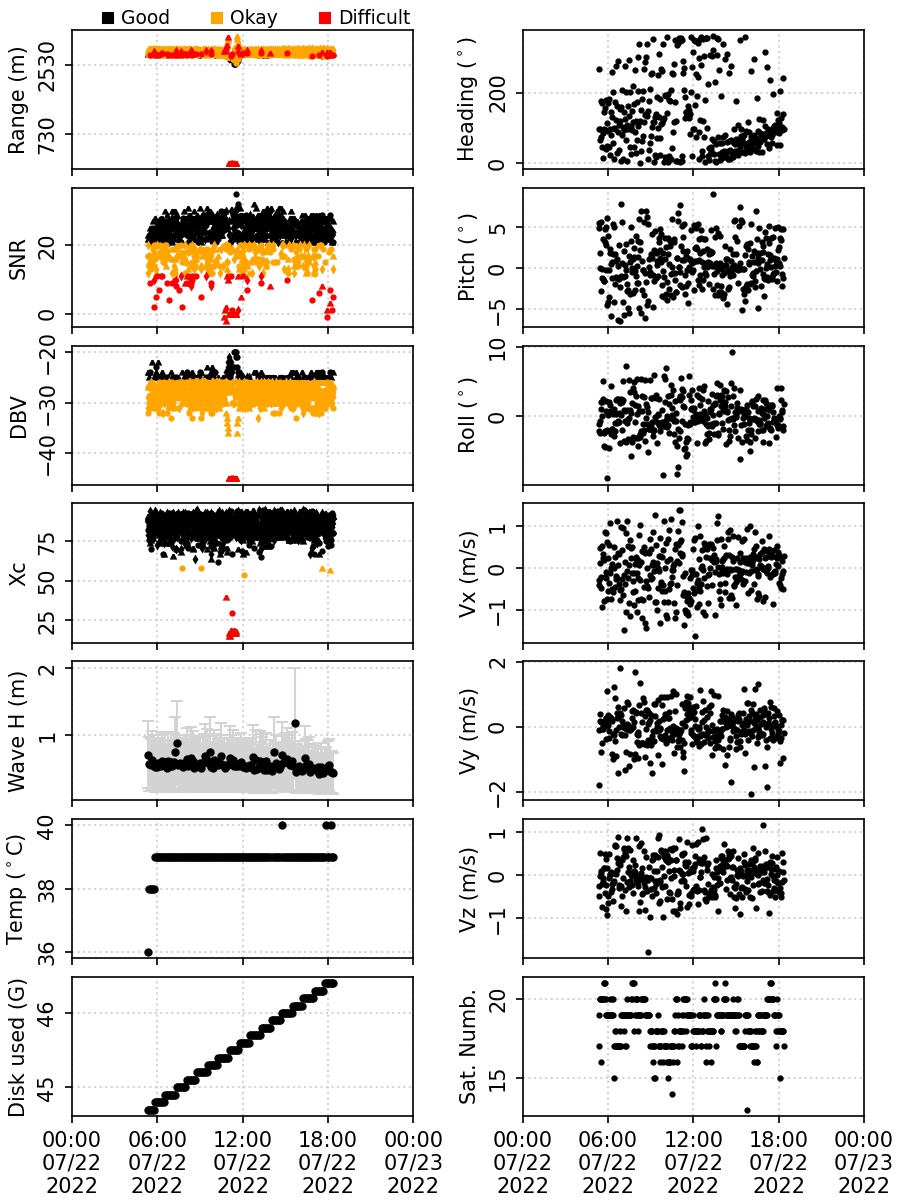 Good Okay Difficult
Range (m)
2530
730
Heading (°)
200
0
SNR
20
0
Pitch (°)
5
0
−5
DBV
−20
−30
−40
Roll (°)
10
0
Xc
75
50
25
Vx (m/s)
1
0
−1
Wave H (m)
2
1
Vy (m/s)
2
0
−2
Temp (°C)
40
38
36
Vz (m/s)
1
0
−1
Disk used (G)
46
45
Sat. Numb.
20
15
00:00 06:00 12:00 18:00 00:00
07/22 07/22 07/22 07/22 07/23
2022 2022 2022 2022 2022
00:00 06:00 12:00 18:00 00:00
07/22 07/22 07/22 07/22 07/23
2022 2022 2022 2022 2022